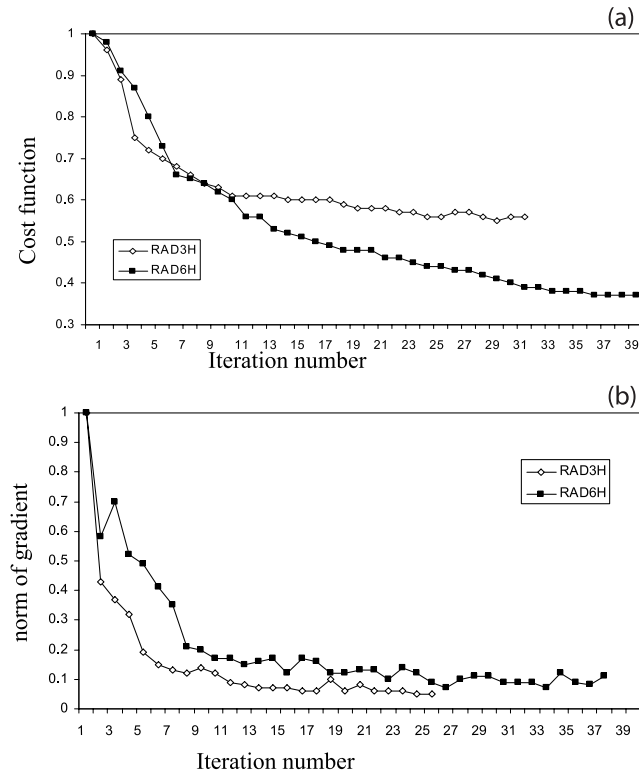 (a)
1
0.9
0.8
0.7
0.6
0.5
0.4
0.3
Cost function
RAD3H
RAD6H
1 3 5 7 9 11 13 15 17 19 21 23 25 27 29 31 33 35 37 39
Iteration number
(b)
1
0.9
0.8
0.7
0.6
0.5
0.4
0.3
0.2
0.1
0
norm of gradient
RAD3H
RAD6H
1 3 5 7 9 11 13 15 17 19 21 23 25 27 29 31 33 35 37 39
Iteration number